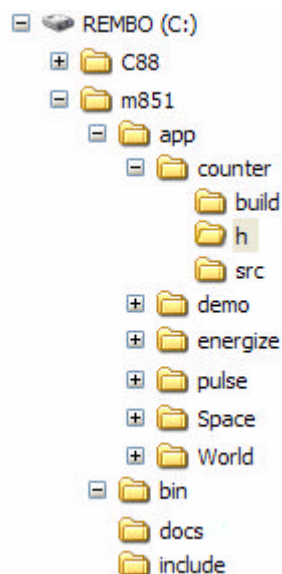 REMBO (C:)
C88
m851
app
counter
build
h
src
demo
energize
pulse
Space
World
bin
docs
include